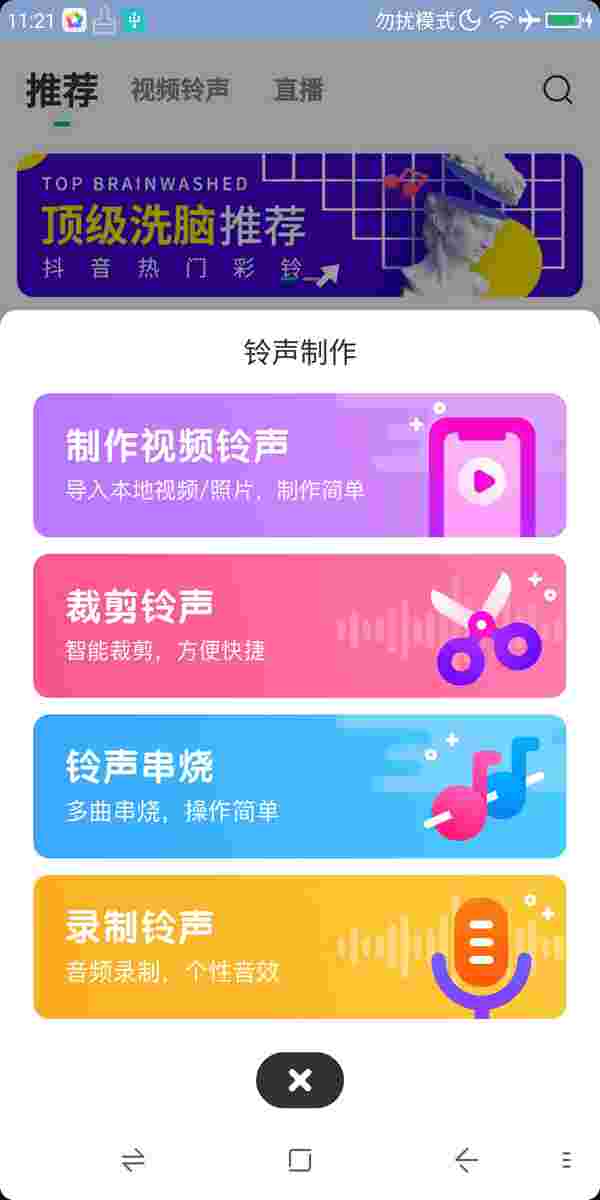 11:21
勿扰模式
推荐 视频铃声 直播
TOP BRAINWASHED
顶级洗脑推荐
抖音热门彩铃
铃声制作
制作视频铃声
导入本地视频/照片，制作简单
裁剪铃声
智能裁剪，方便快捷
铃声串烧
多曲串烧，操作简单
录制铃声
音频录制，个性音效